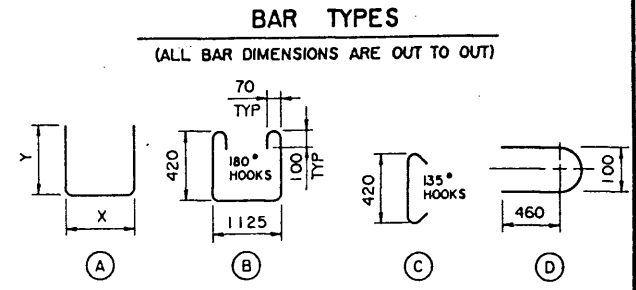 BAR TYPES
(ALL BAR DIMENSIONS ARE OUT TO OUT)
Y
X
A
70
TYP
420
180°
HOOKS
100
TYP
1125
B
420
135°
HOOKS
C
460
100
D